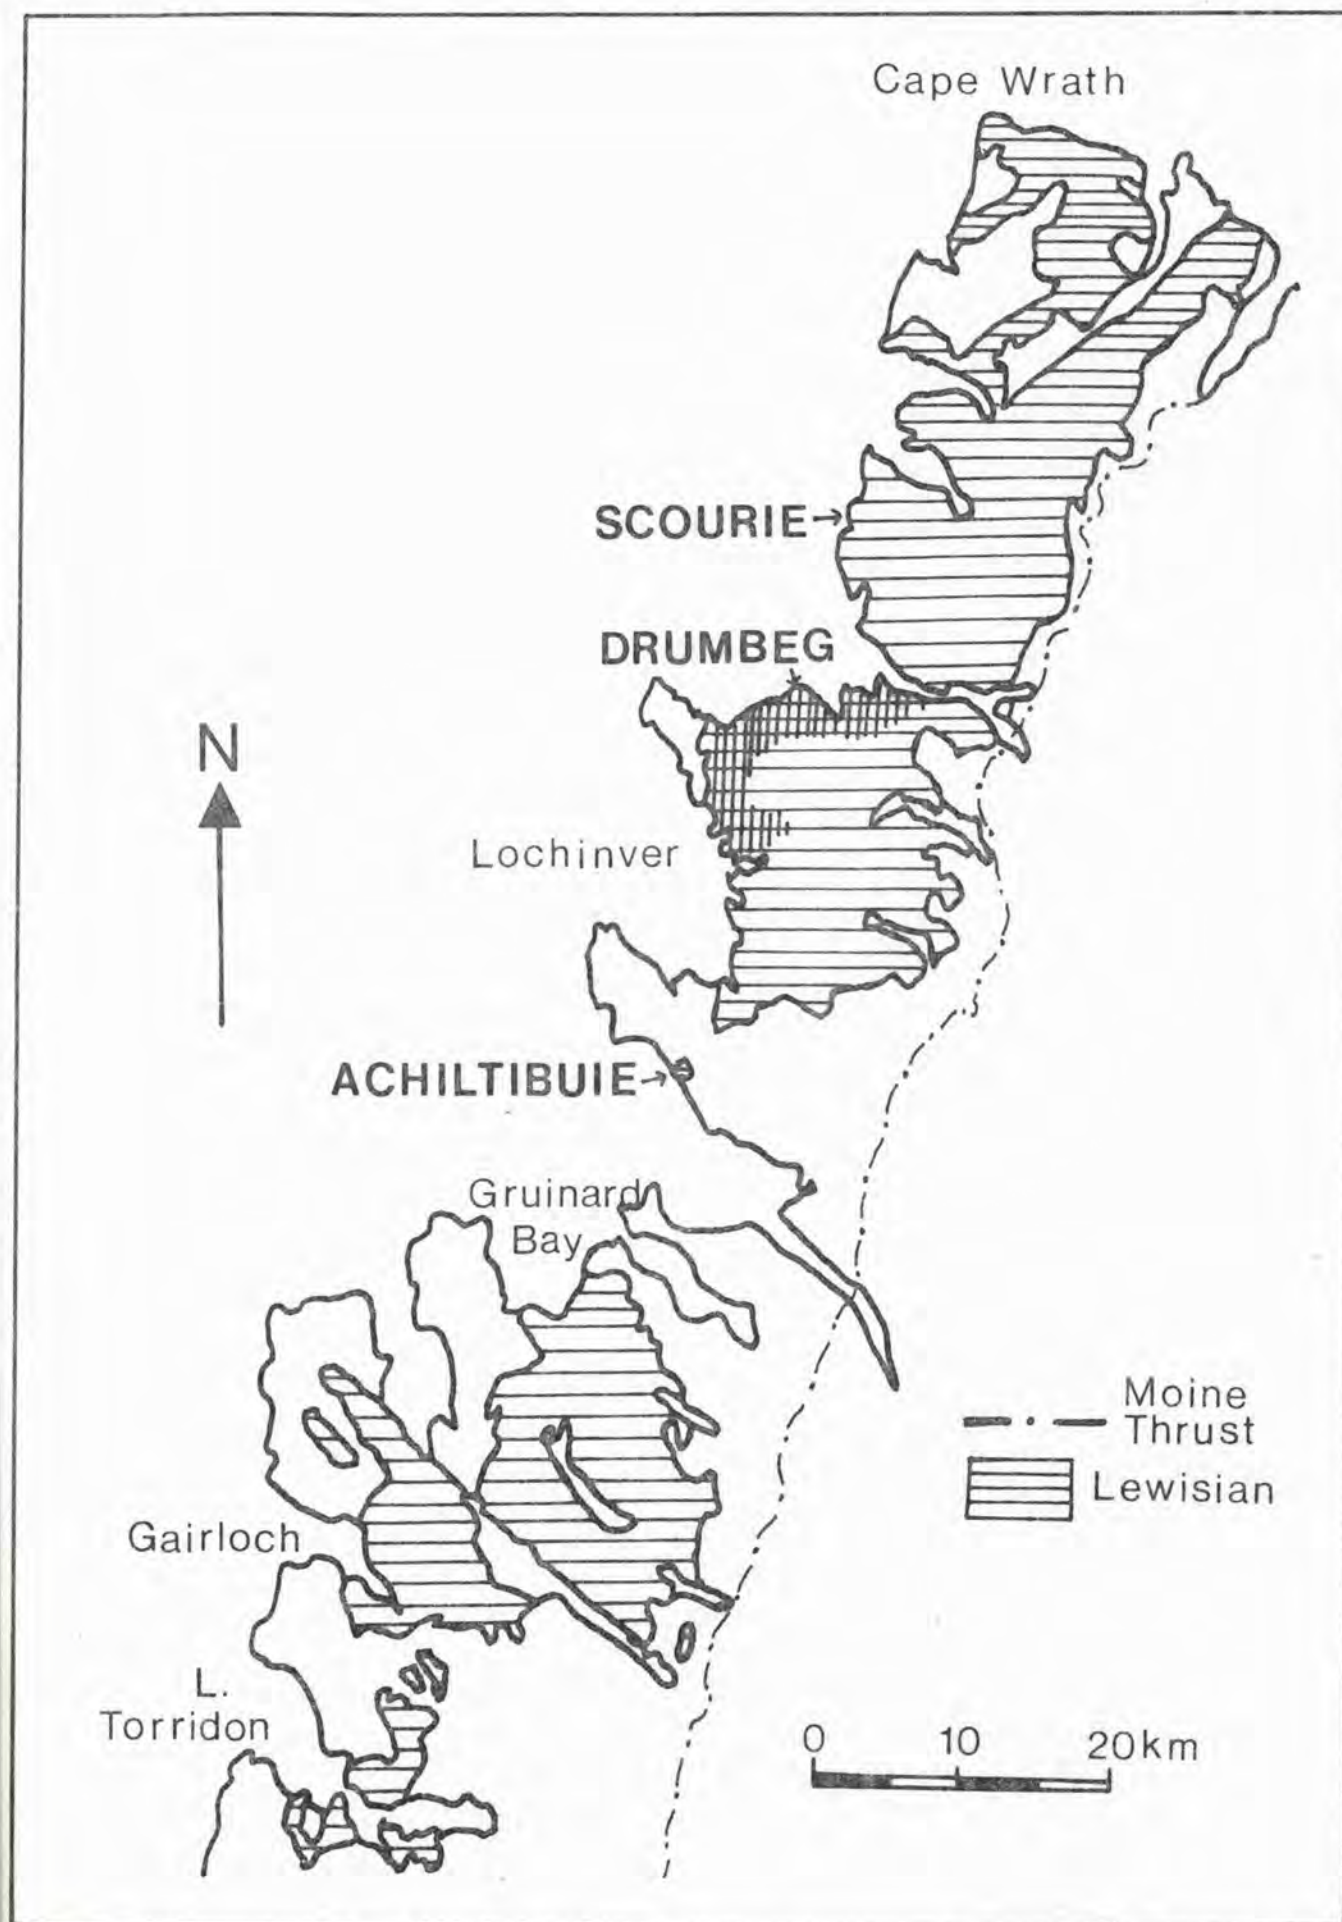 Cape Wrath
SCOURIE
DRUMBEG
N
Lochinver
ACHILTIBUIE
Gruinard
Bay
Moine
Thrust
Lewisian
Gairloch
L.
Torridon
0 10 20km